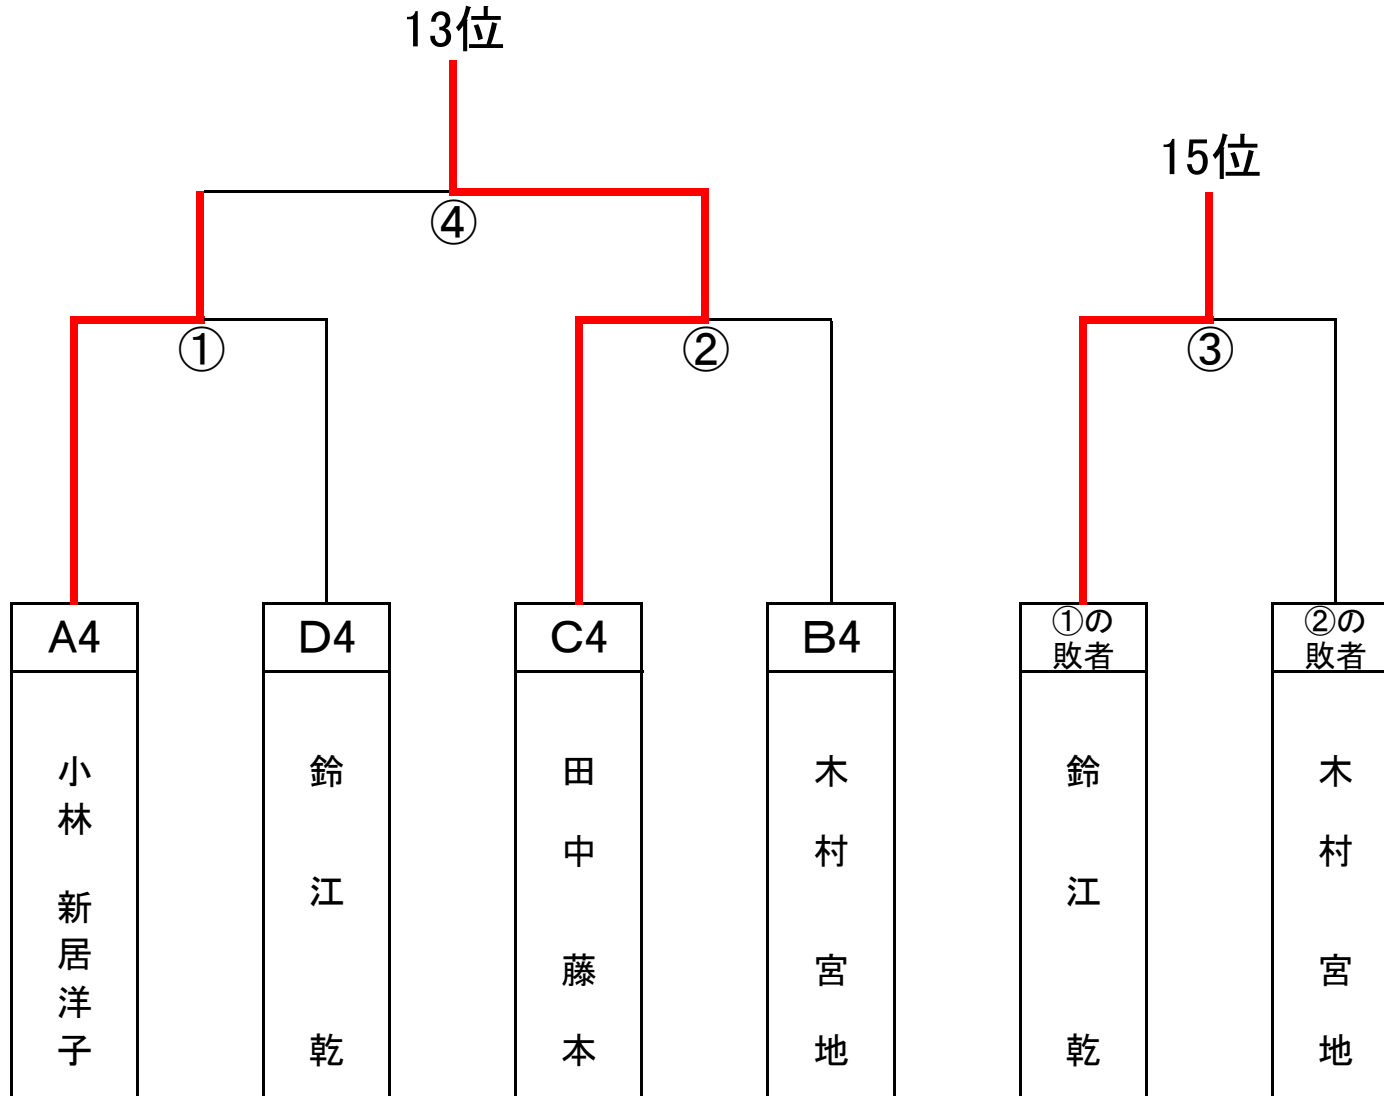 13位
15位
④
① ② ③
A4 D4 C4 B4 ①の敗者 ②の敗者
小林 新居洋子
鈴江 乾
田中 藤本
木村 宮地
鈴江 乾
木村 宮地